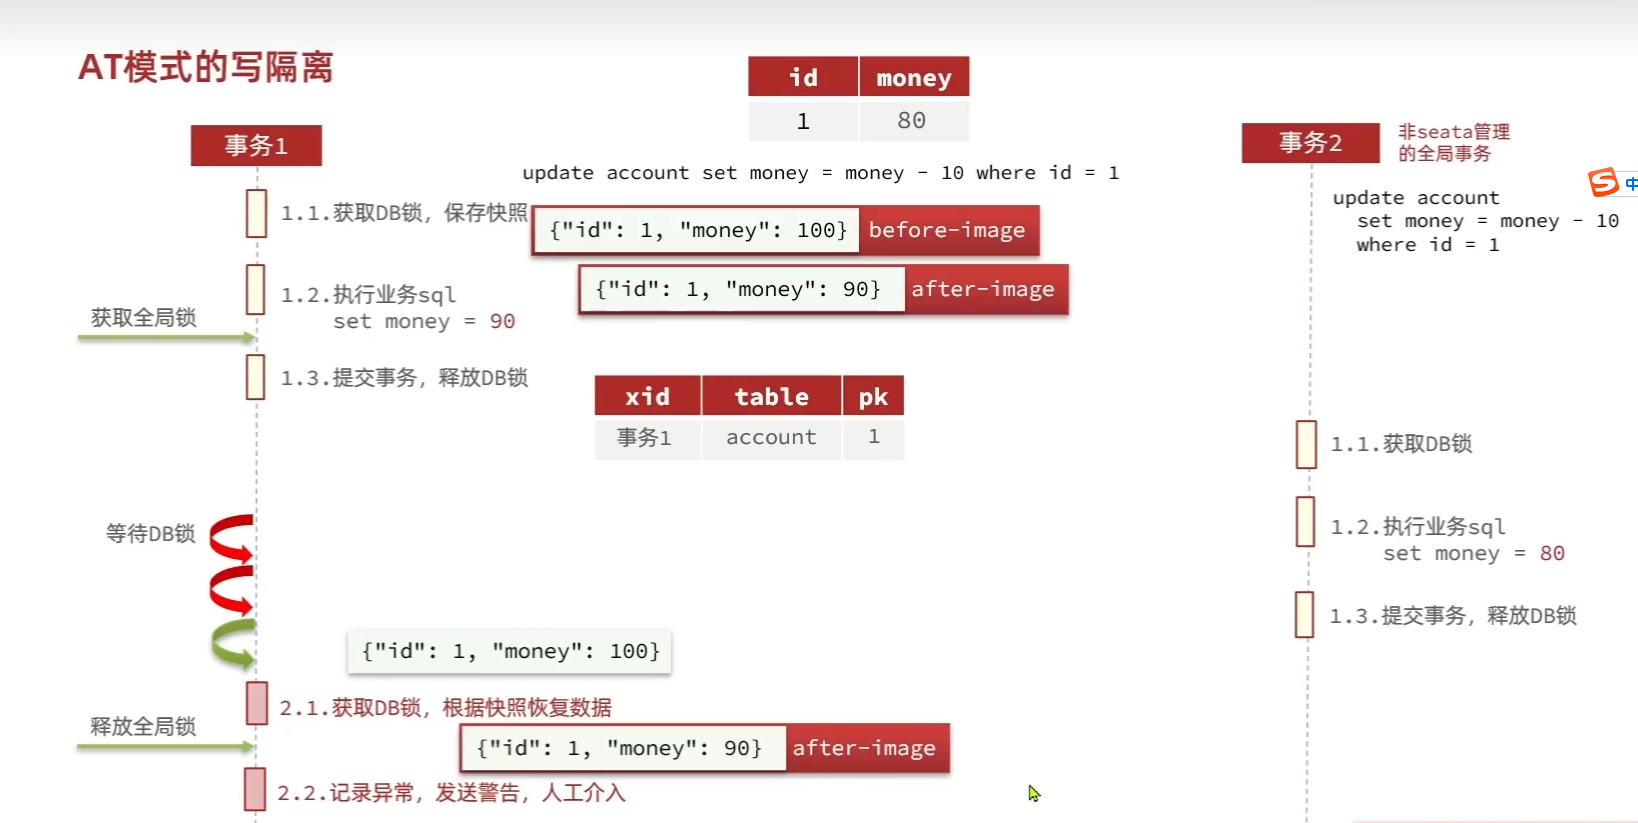 AT模式的写隔离
id money
1 80
事务1
update account set money = money - 10 where id = 1
1.1.获取DB锁，保存快照
{"id": 1, "money": 100} before-image
1.2.执行业务sql
set money = 90
{"id": 1, "money": 90} after-image
获取全局锁
1.3.提交事务，释放DB锁
xid table pk
事务1 account 1
等待DB锁
{"id": 1, "money": 100}
2.1.获取DB锁，根据快照恢复数据
释放全局锁
{"id": 1, "money": 90} after-image
2.2.记录异常，发送警告，人工介入
事务2
非seata管理
的全局事务
update account
set money = money - 10
where id = 1
1.1.获取DB锁
1.2.执行业务sql
set money = 80
1.3.提交事务，释放DB锁
S 中